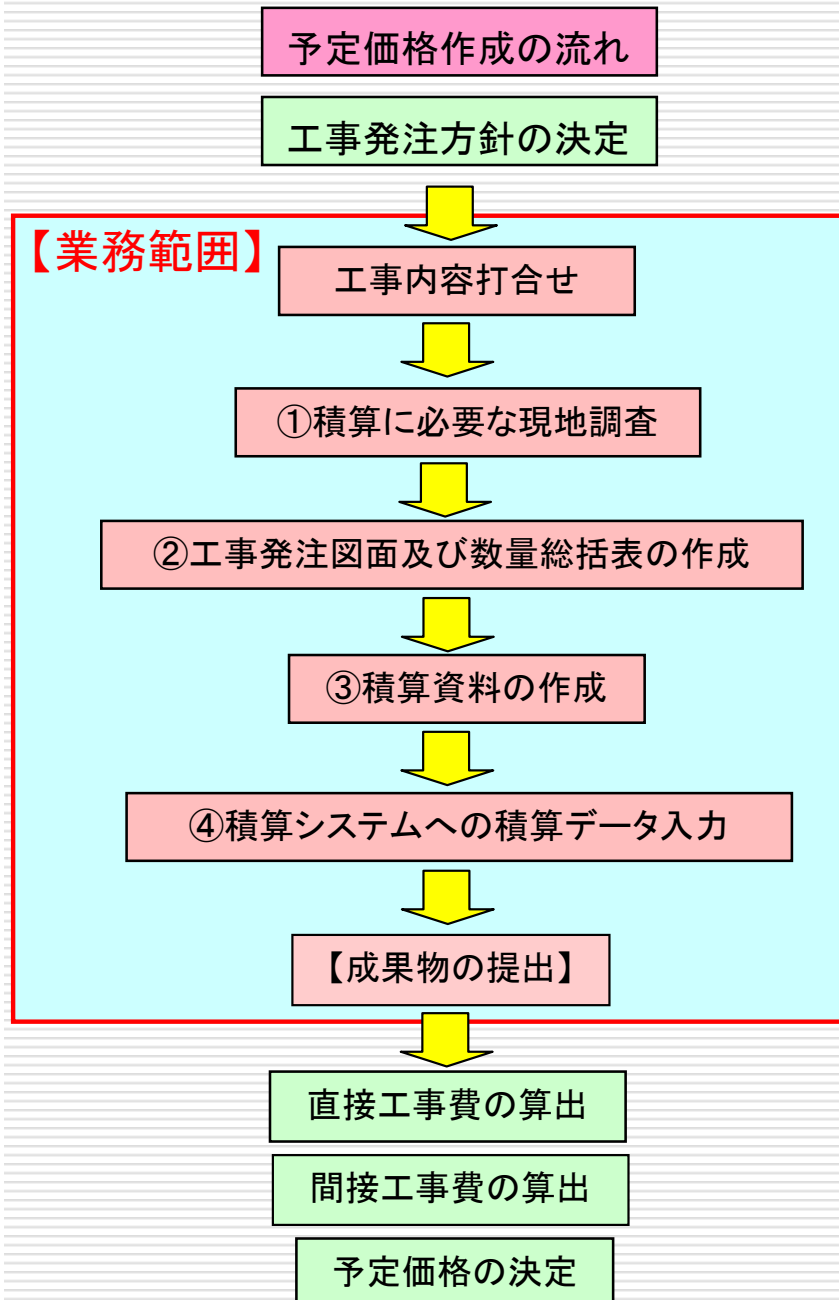 予定価格作成の流れ
工事発注方針の決定
【業務範囲】
工事内容打合せ
①積算に必要な現地調査
②工事発注図面及び数量総括表の作成
③積算資料の作成
④積算システムへの積算データ入力
【成果物の提出】
直接工事費の算出
間接工事費の算出
予定価格の決定